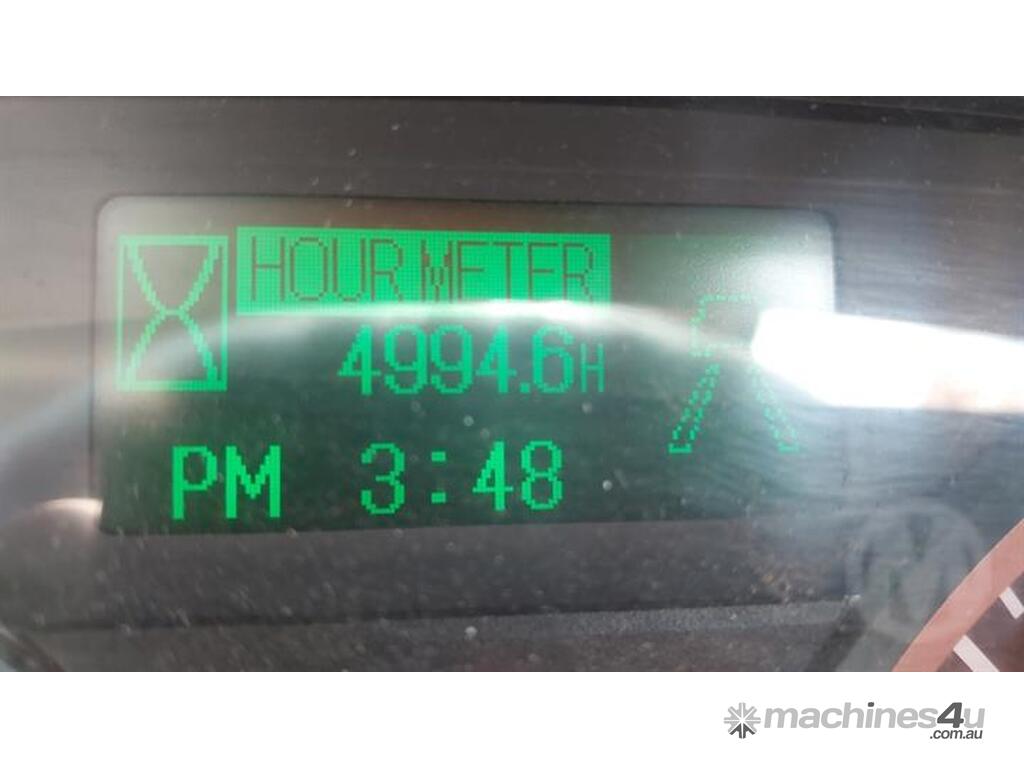 HOUR METER
4994.6H
PM 3:48
machines4u
.com.au